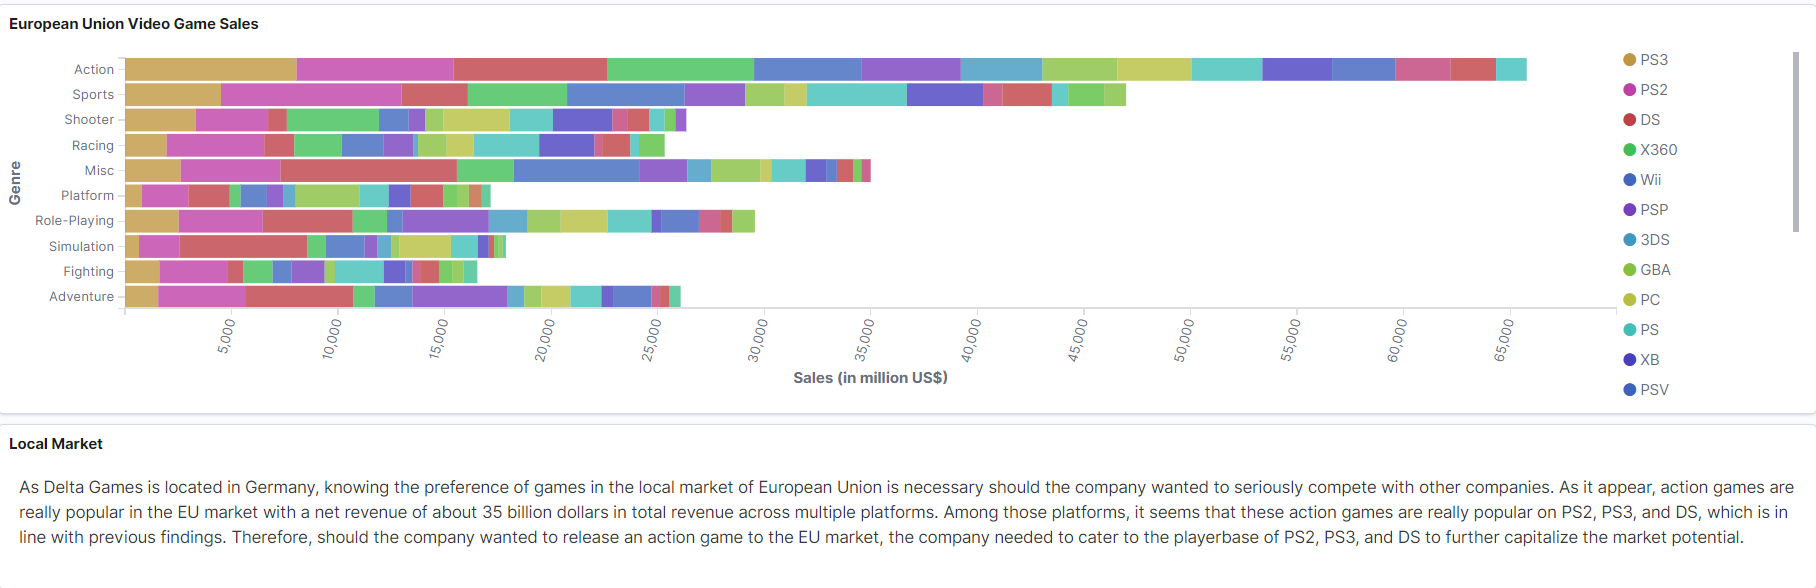 European Union Video Game Sales
Genre
Action
Sports
Shooter
Racing
Misc
Platform
Role-Playing
Simulation
Fighting
Adventure
5,000
10,000
15,000
20,000
25,000
30,000
35,000
40,000
45,000
50,000
55,000
60,000
65,000
Sales (in million US$)
PS3
PS2
DS
X360
Wii
PSP
3DS
GBA
PC
PS
XB
PSV
Local Market
As Delta Games is located in Germany, knowing the preference of games in the local market of European Union is necessary should the company wanted to seriously compete with other companies. As it appear, action games are
really popular in the EU market with a net revenue of about 35 billion dollars in total revenue across multiple platforms. Among those platforms, it seems that these action games are really popular on PS2, PS3, and DS, which is in
line with previous findings. Therefore, should the company wanted to release an action game to the EU market, the company needed to cater to the playerbase of PS2, PS3, and DS to further capitalize the market potential.